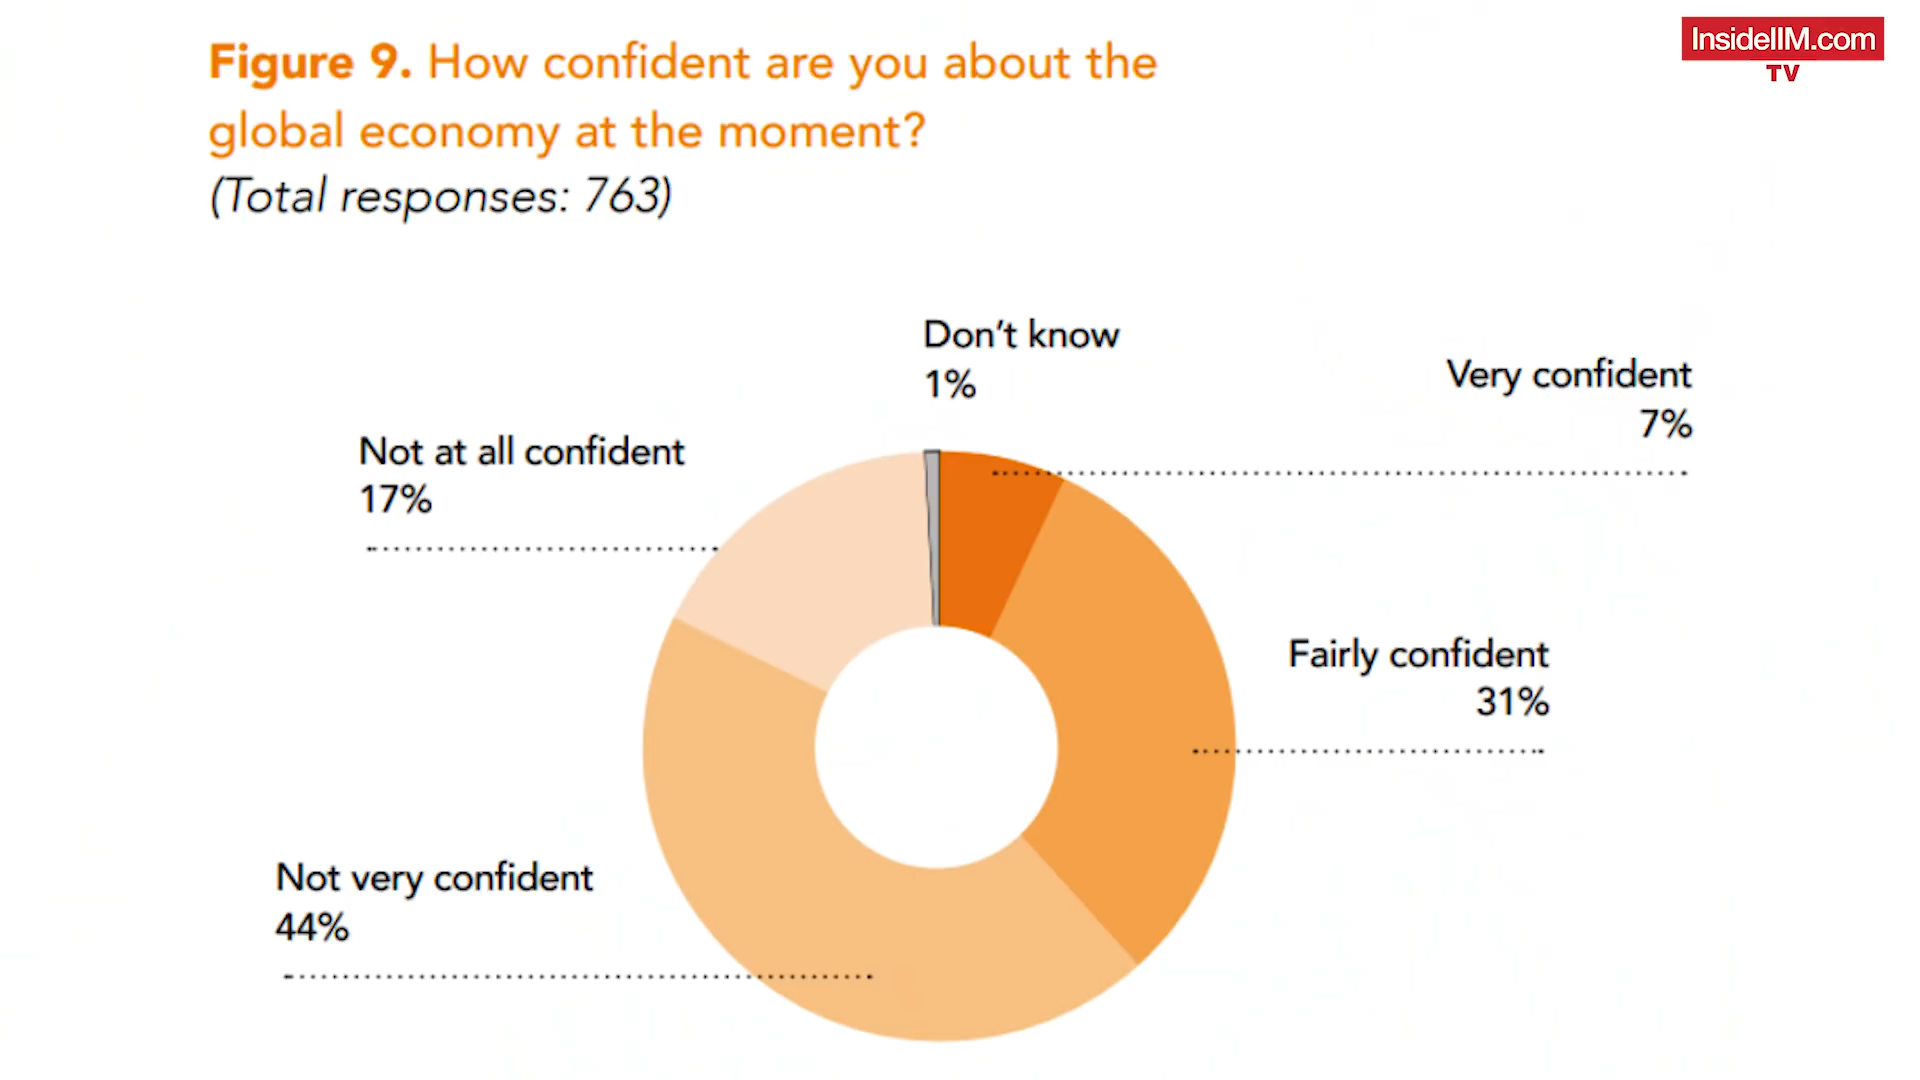 InsideIIM.com
TV
Figure 9. How confident are you about the
global economy at the moment?
(Total responses: 763)
Don't know
1%
Very confident
7%
Not at all confident
17%
Fairly confident
31%
Not very confident
44%